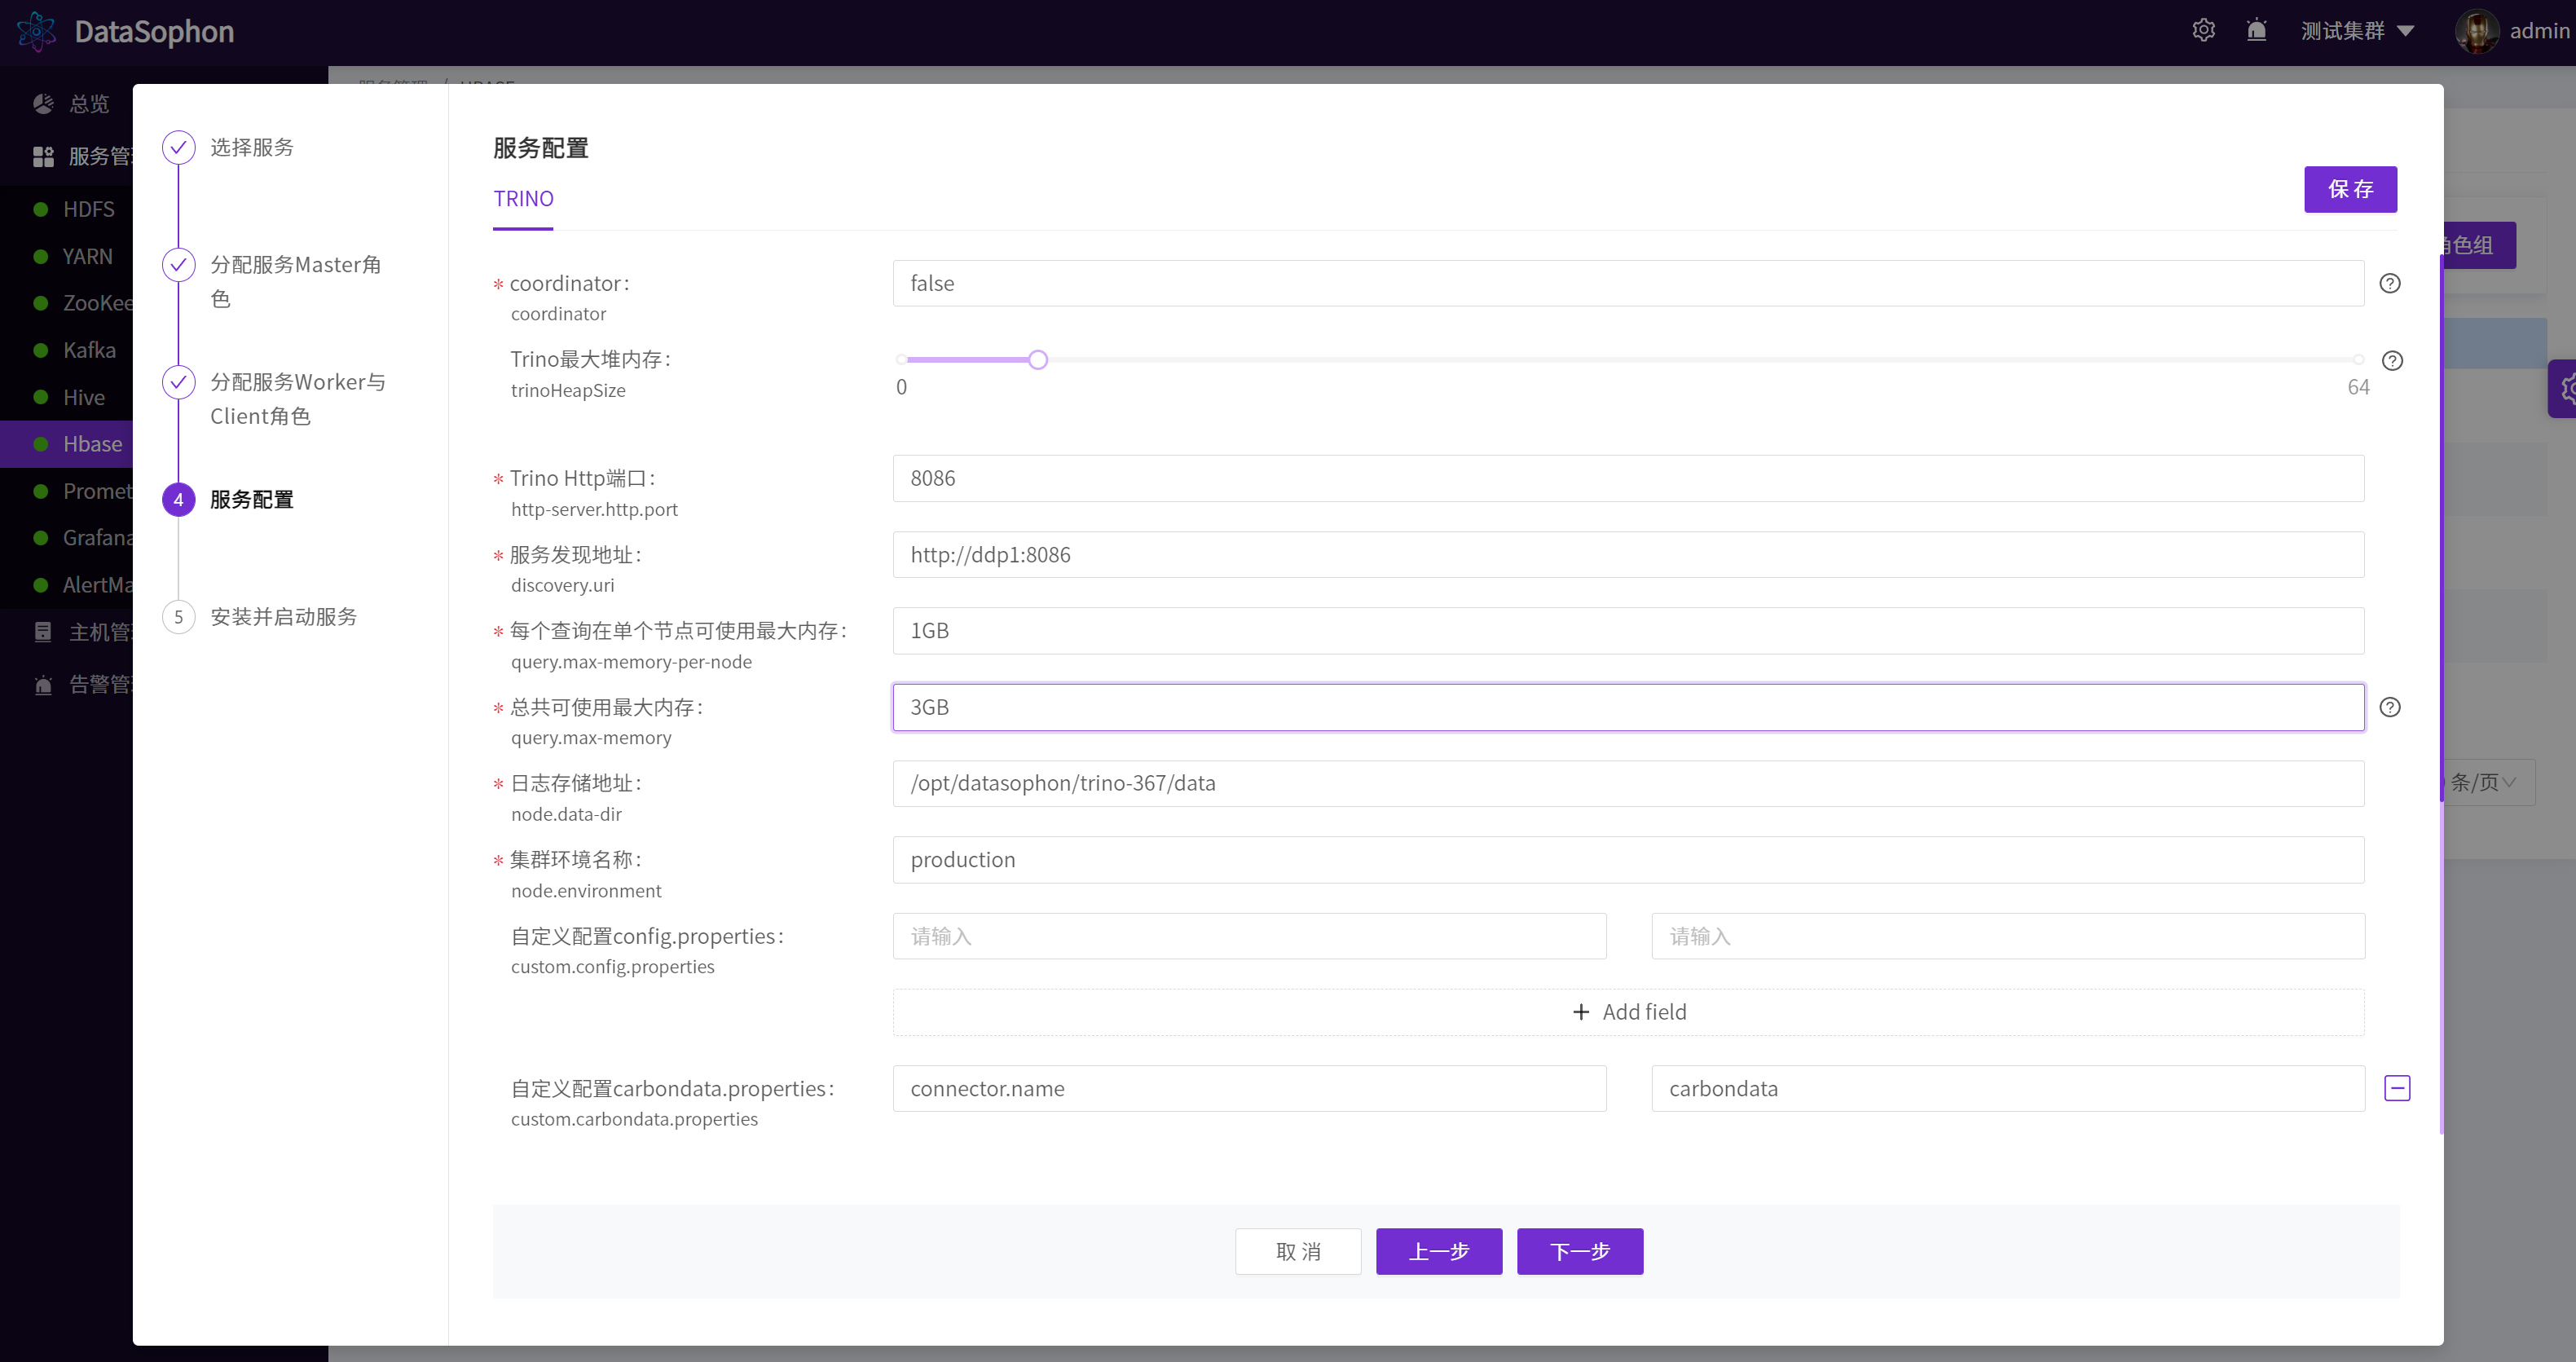 DataSophon
测试集群
admin
总览
服务管
HDFS
YARN
ZooKee
Kafka
Hive
Hbase
Promet
Grafana
AlertMa
主机管
告警管
选择服务
分配服务Master角
色
分配服务Worker与
Client角色
4 服务配置
5 安装并启动服务
服务配置
TRINO
保 存
角色组
* coordinator: false
coordinator
Trino最大堆内存:
trinoHeapSize
0 64
* Trino Http端口: 8086
http-server.http.port
* 服务发现地址: http://ddp1:8086
discovery.uri
* 每个查询在单个节点可使用最大内存: 1GB
query.max-memory-per-node
* 总共可使用最大内存: 3GB
query.max-memory
* 日志存储地址: /opt/datasophon/trino-367/data
node.data-dir
条/页
* 集群环境名称: production
node.environment
自定义配置config.properties: 请输入 请输入
custom.config.properties
+ Add field
自定义配置carbondata.properties: connector.name carbondata
custom.carbondata.properties
取 消 上一步 下一步